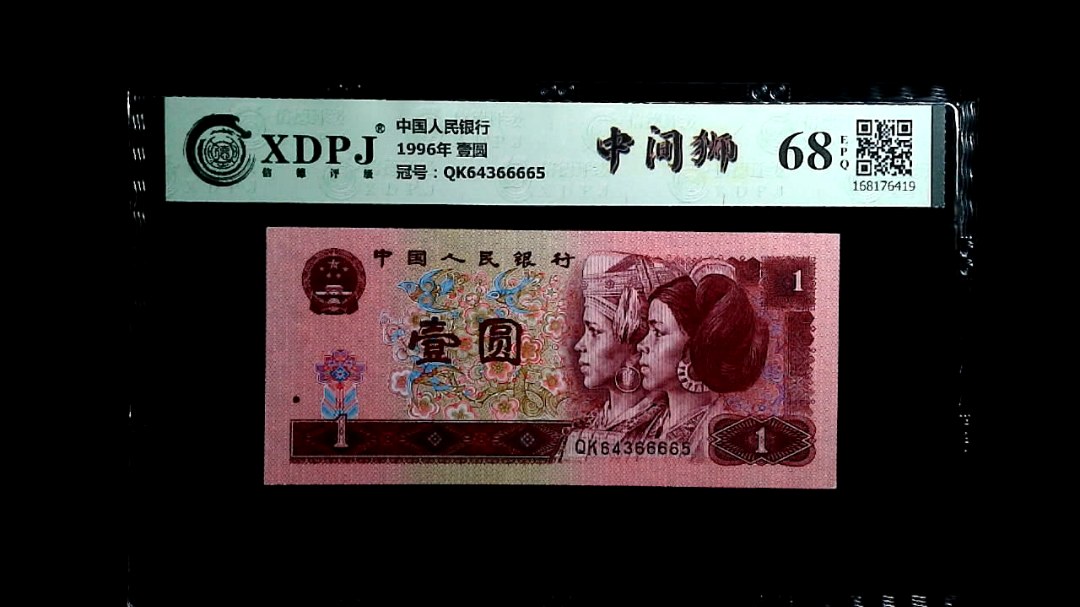 XDPJ®
信德评级
中国人民银行
1996年 壹圆
冠号：QK64366665
中间狮
68 EPQ
168176419
中国人民银行
1
壹圆
1
QK64366665
1